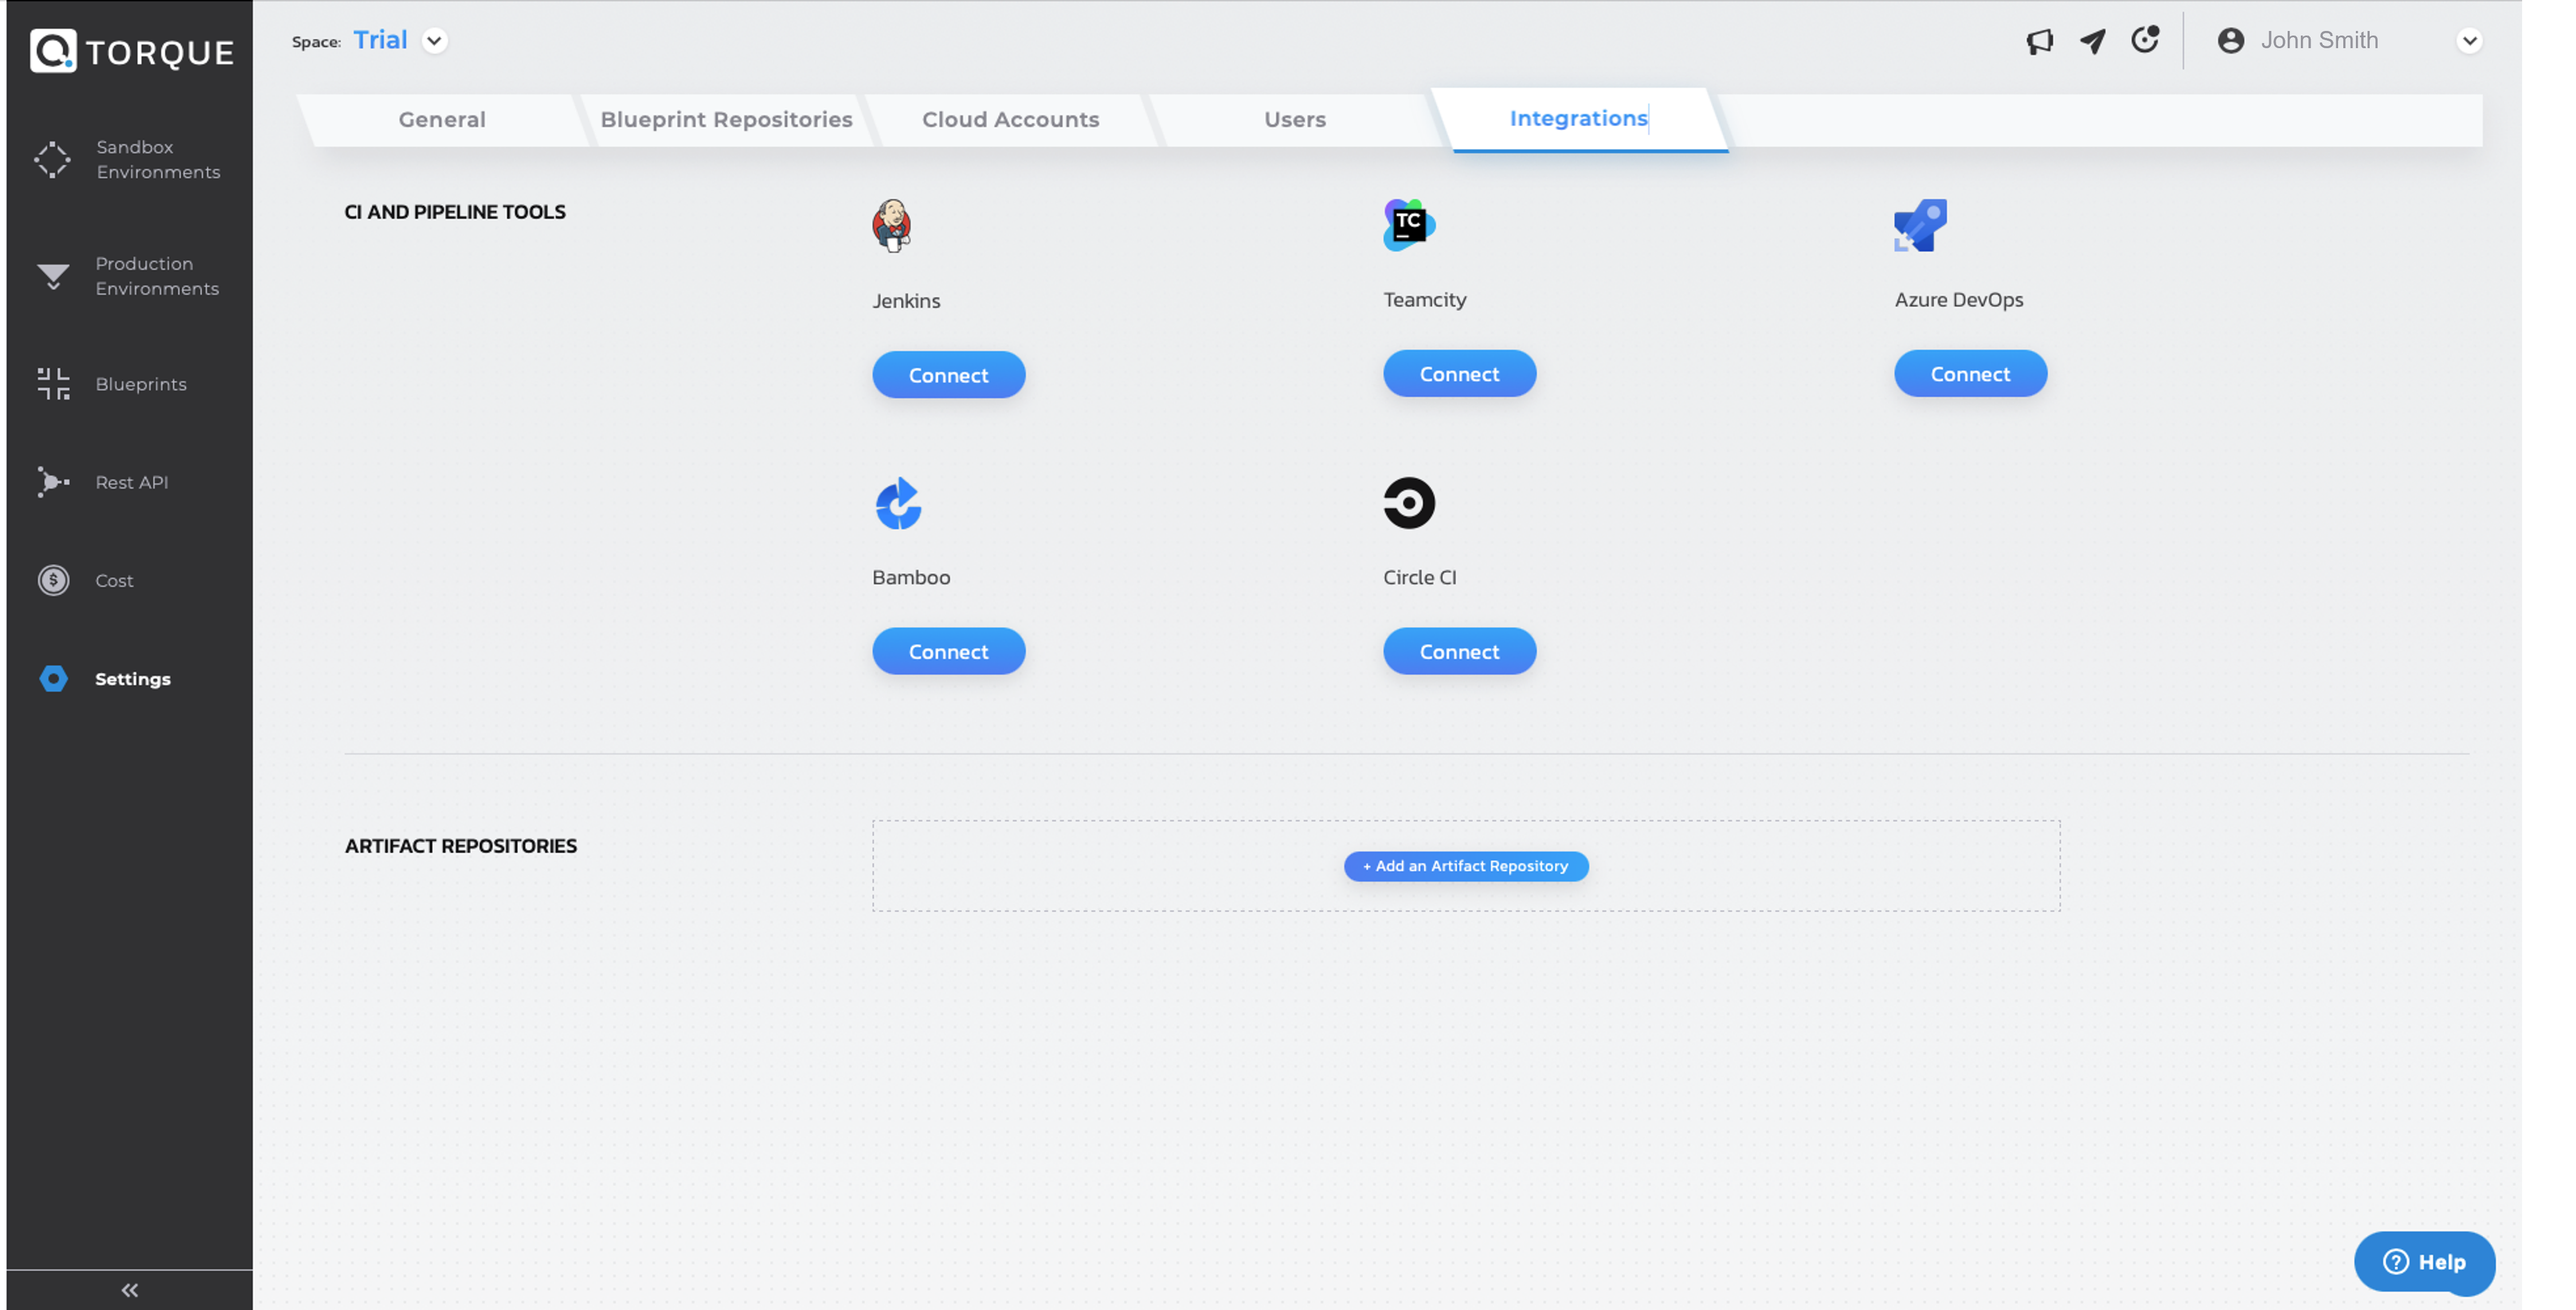 TORQUE
Space: Trial
John Smith
General
Blueprint Repositories
Cloud Accounts
Users
Integrations
Sandbox
Environments
Production
Environments
Blueprints
Rest API
Cost
Settings
CI AND PIPELINE TOOLS
TC
Jenkins
Teamcity
Azure DevOps
Connect
Connect
Connect
Bamboo
Circle CI
Connect
Connect
ARTIFACT REPOSITORIES
+ Add an Artifact Repository
? Help